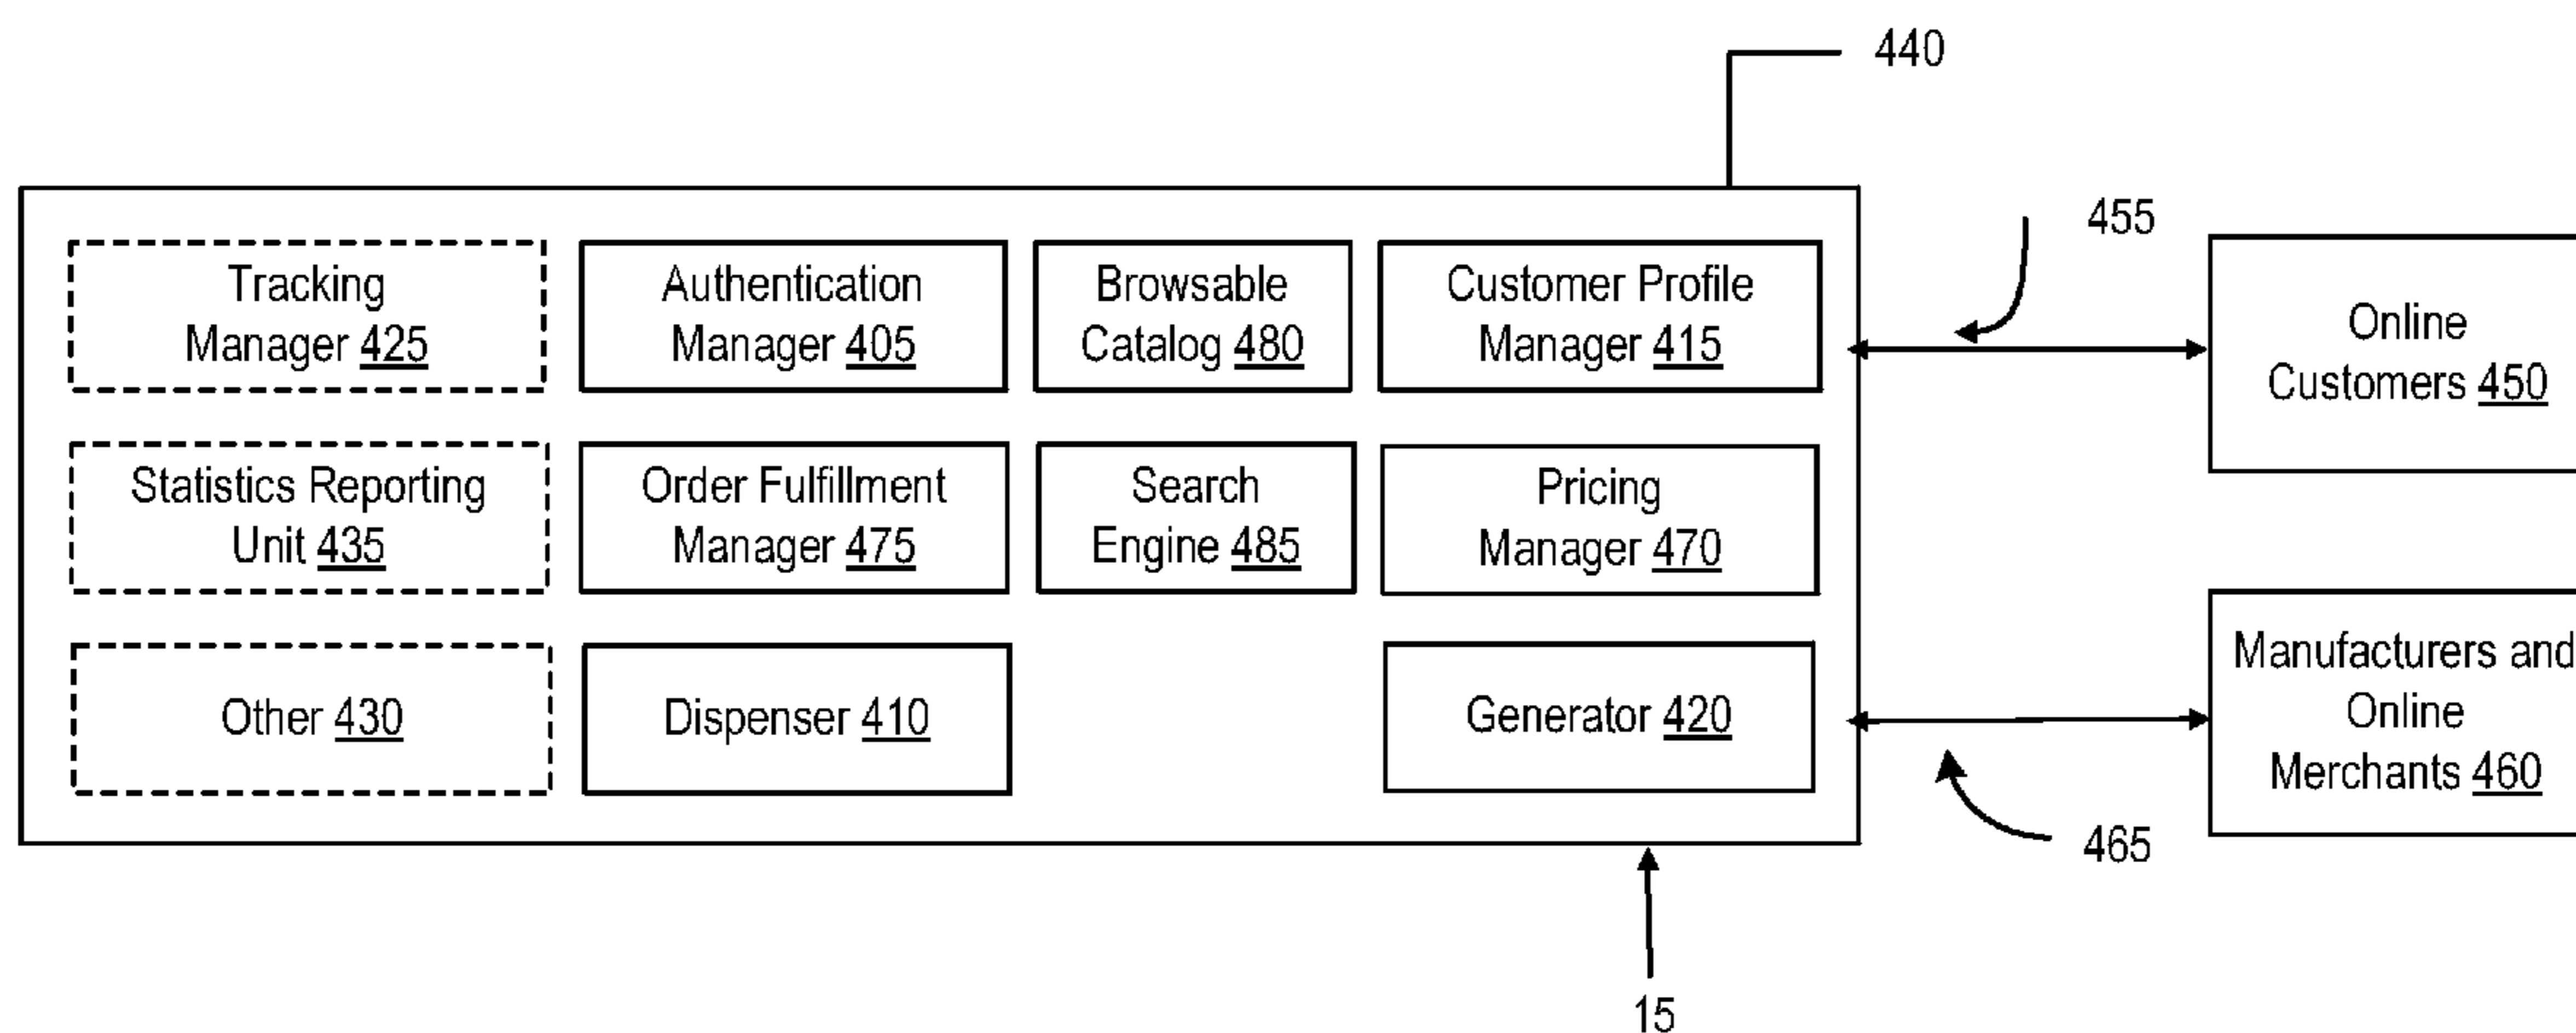 440
455
Tracking
Manager 425
Authentication
Manager 405
Browsable
Catalog 480
Customer Profile
Manager 415
Online
Customers 450
Statistics Reporting
Unit 435
Order Fulfillment
Manager 475
Search
Engine 485
Pricing
Manager 470
Other 430
Dispenser 410
Generator 420
Manufacturers and
Online
Merchants 460
465
15